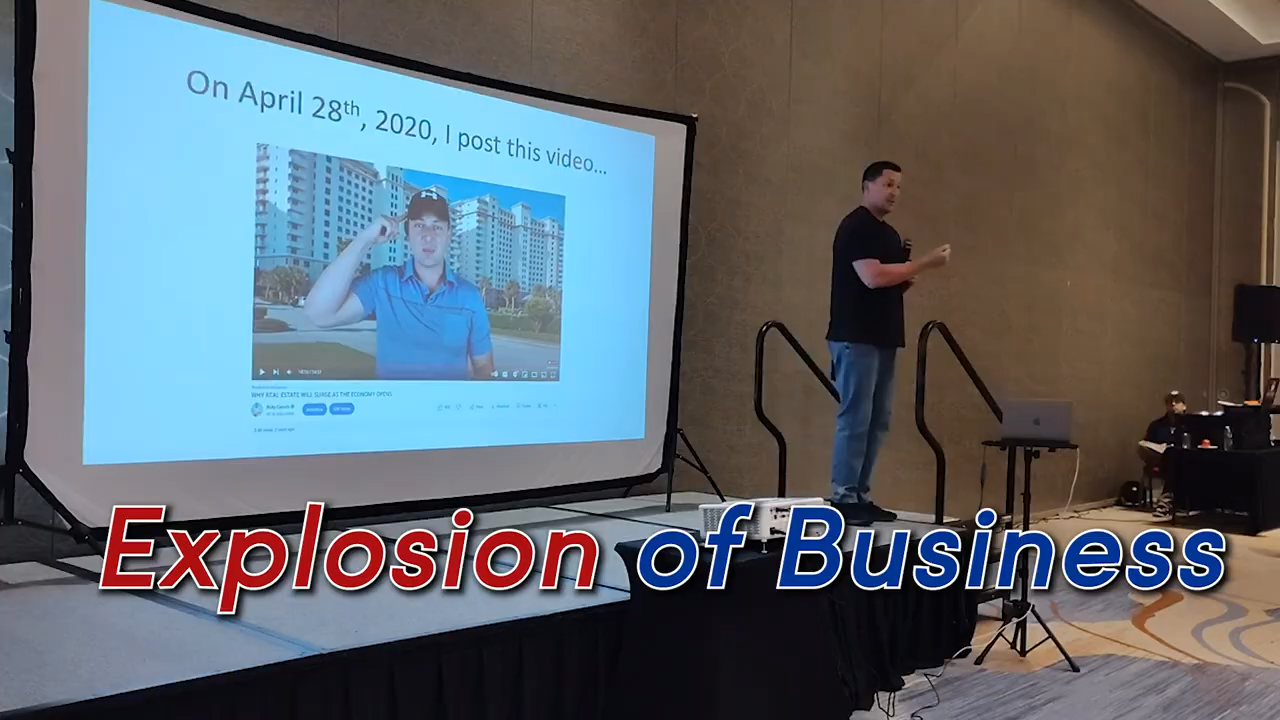 On April 28th, 2020, I post this video...
WHY REAL ESTATE WILL SURGE AS THE ECONOMY OPENS
Explosion of Business